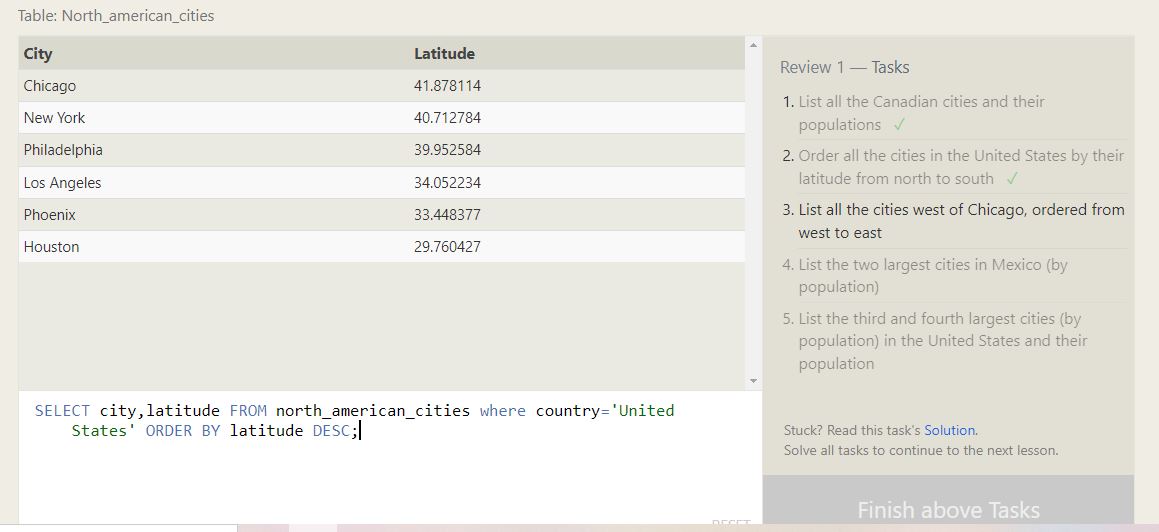 Table: North_american_cities
City Latitude
Chicago 41.878114
New York 40.712784
Philadelphia 39.952584
Los Angeles 34.052234
Phoenix 33.448377
Houston 29.760427
SELECT city,latitude FROM north_american_cities where country='United
States' ORDER BY latitude DESC;
RESET
Review 1 — Tasks
1. List all the Canadian cities and their
populations ✓
2. Order all the cities in the United States by their
latitude from north to south ✓
3. List all the cities west of Chicago, ordered from
west to east
4. List the two largest cities in Mexico (by
population)
5. List the third and fourth largest cities (by
population) in the United States and their
population
Stuck? Read this task's Solution.
Solve all tasks to continue to the next lesson.
Finish above Tasks